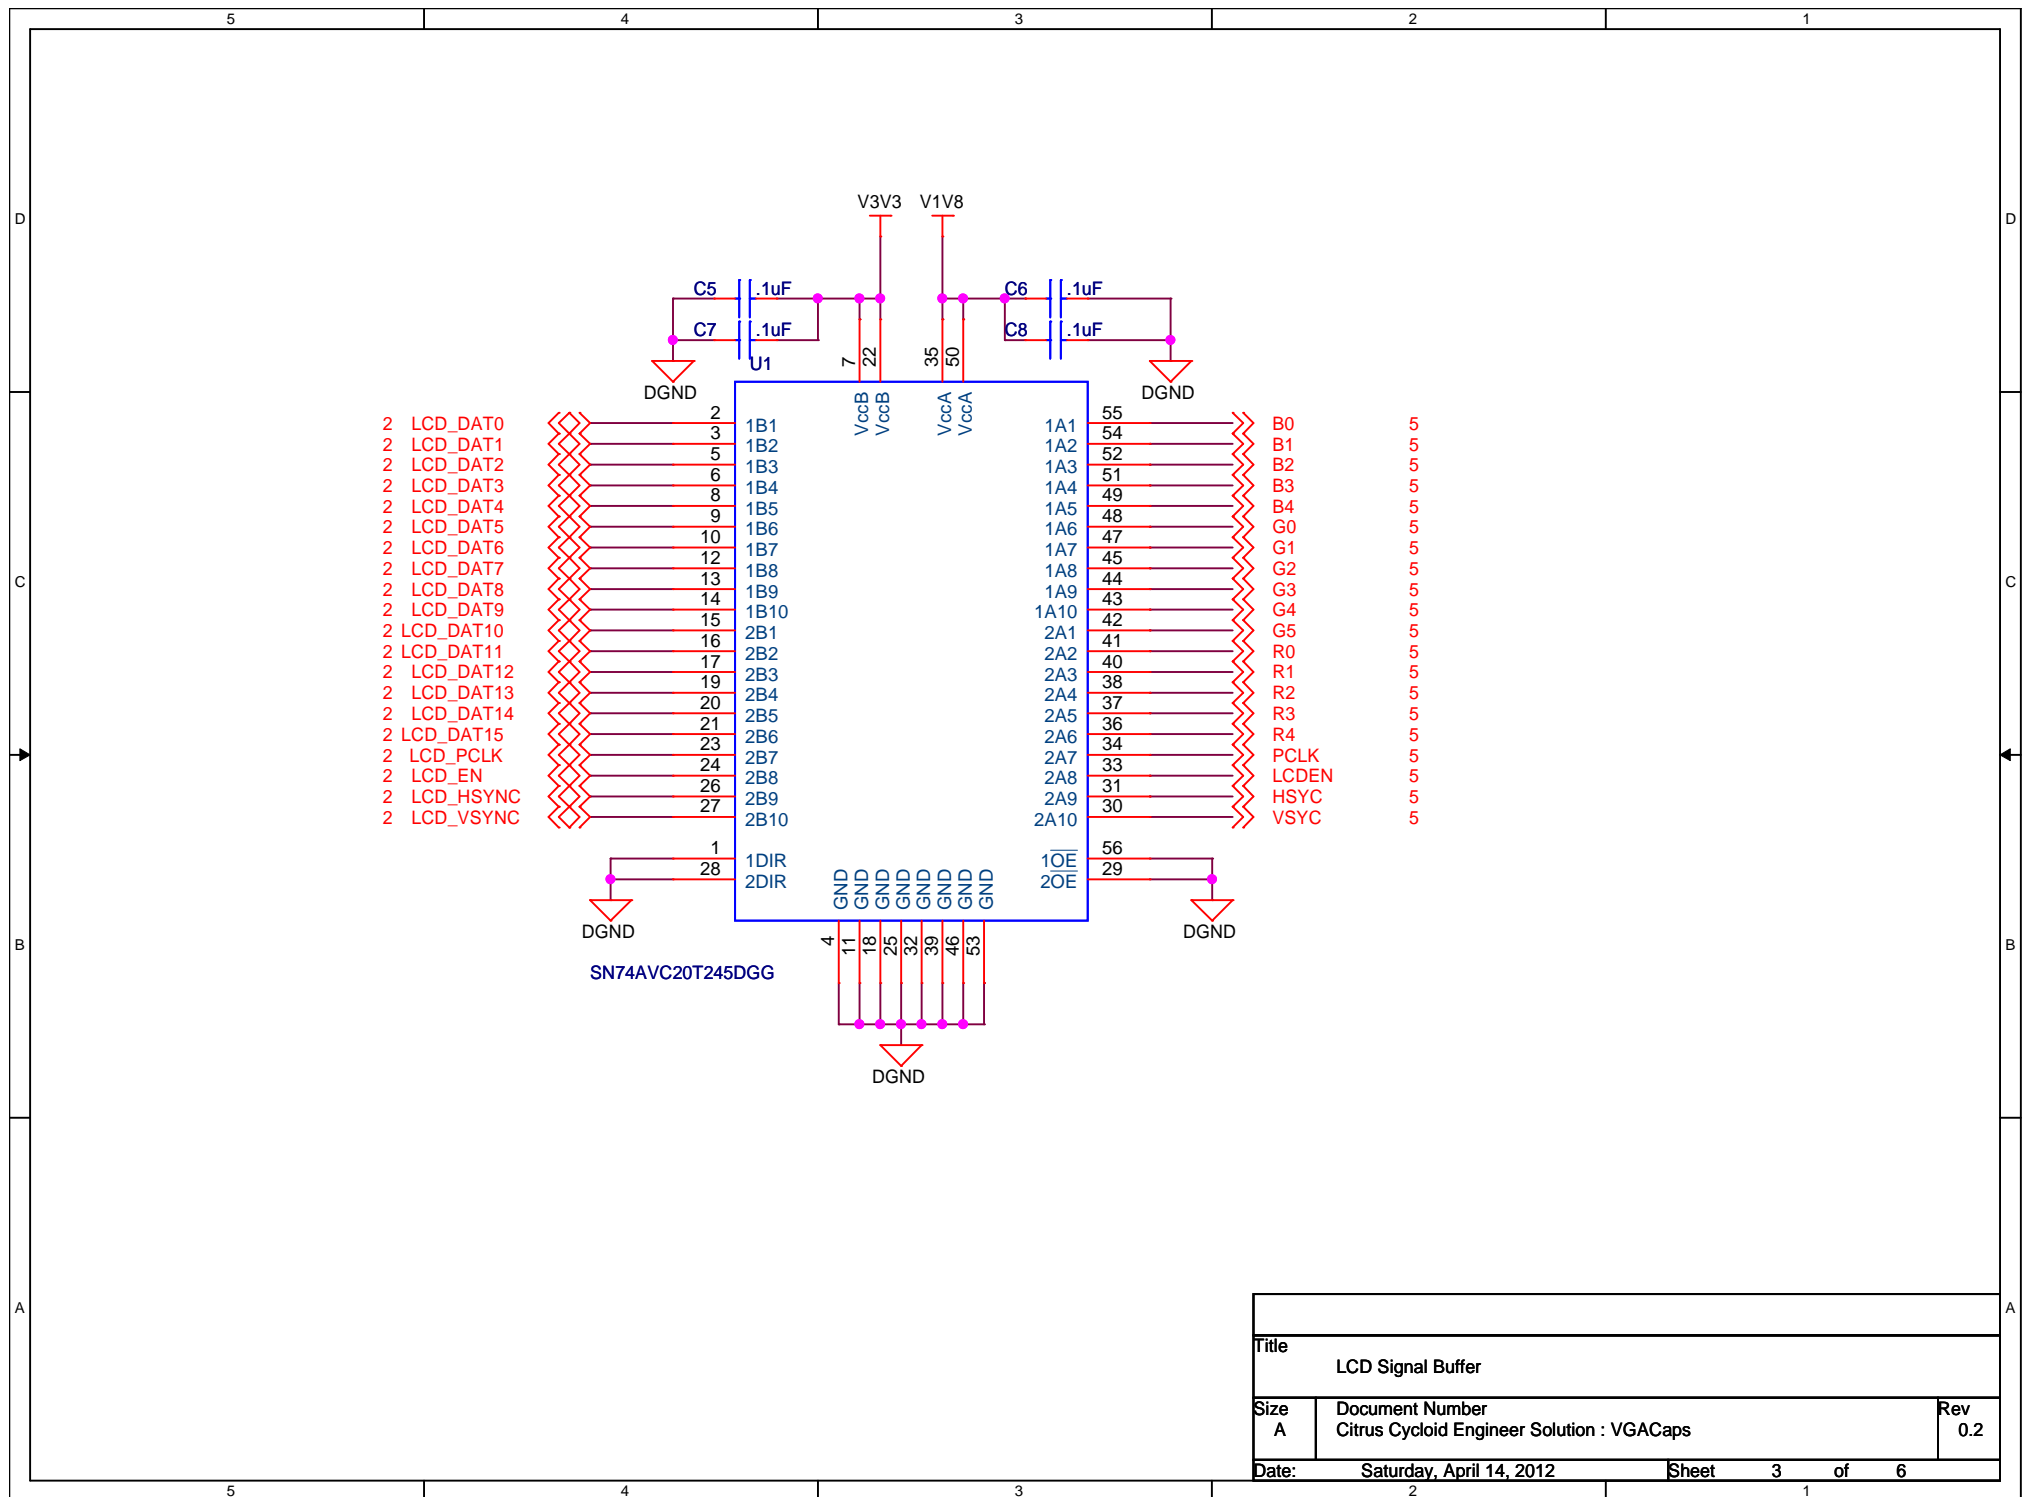 5 4 3 2 1
D D
V3V3 V1V8
C5 .1uF C6 .1uF
C7 .1uF C8 .1uF
U1 7 22 35 50
DGND DGND
VccB VccB VccA VccA
2 LCD_DAT0 2 1B1 1A1 55 B0 5
2 LCD_DAT1 3 1B2 1A2 54 B1 5
2 LCD_DAT2 5 1B3 1A3 52 B2 5
2 LCD_DAT3 6 1B4 1A4 51 B3 5
2 LCD_DAT4 8 1B5 1A5 49 B4 5
2 LCD_DAT5 9 1B6 1A6 48 G0 5
2 LCD_DAT6 10 1B7 1A7 47 G1 5
2 LCD_DAT7 12 1B8 1A8 45 G2 5
C C
2 LCD_DAT8 13 1B9 1A9 44 G3 5
2 LCD_DAT9 14 1B10 1A10 43 G4 5
2 LCD_DAT10 15 2B1 2A1 42 G5 5
2 LCD_DAT11 16 2B2 2A2 41 R0 5
2 LCD_DAT12 17 2B3 2A3 40 R1 5
2 LCD_DAT13 19 2B4 2A4 38 R2 5
2 LCD_DAT14 20 2B5 2A5 37 R3 5
2 LCD_DAT15 21 2B6 2A6 36 R4 5
2 LCD_PCLK 23 2B7 2A7 34 PCLK 5
2 LCD_EN 24 2B8 2A8 33 LCDEN 5
2 LCD_HSYNC 26 2B9 2A9 31 HSYC 5
2 LCD_VSYNC 27 2B10 2A10 30 VSYC 5
1 1DIR 1OE 56
28 2DIR 2OE 29
GND GND GND GND GND GND GND GND
DGND DGND
B B
4 11 18 25 32 39 46 53
SN74AVC20T245DGG
DGND
A A
Title
LCD Signal Buffer
Size Document Number Rev
A Citrus Cycloid Engineer Solution : VGACaps 0.2
Date: Saturday, April 14, 2012 Sheet 3 of 6
5 4 3 2 1